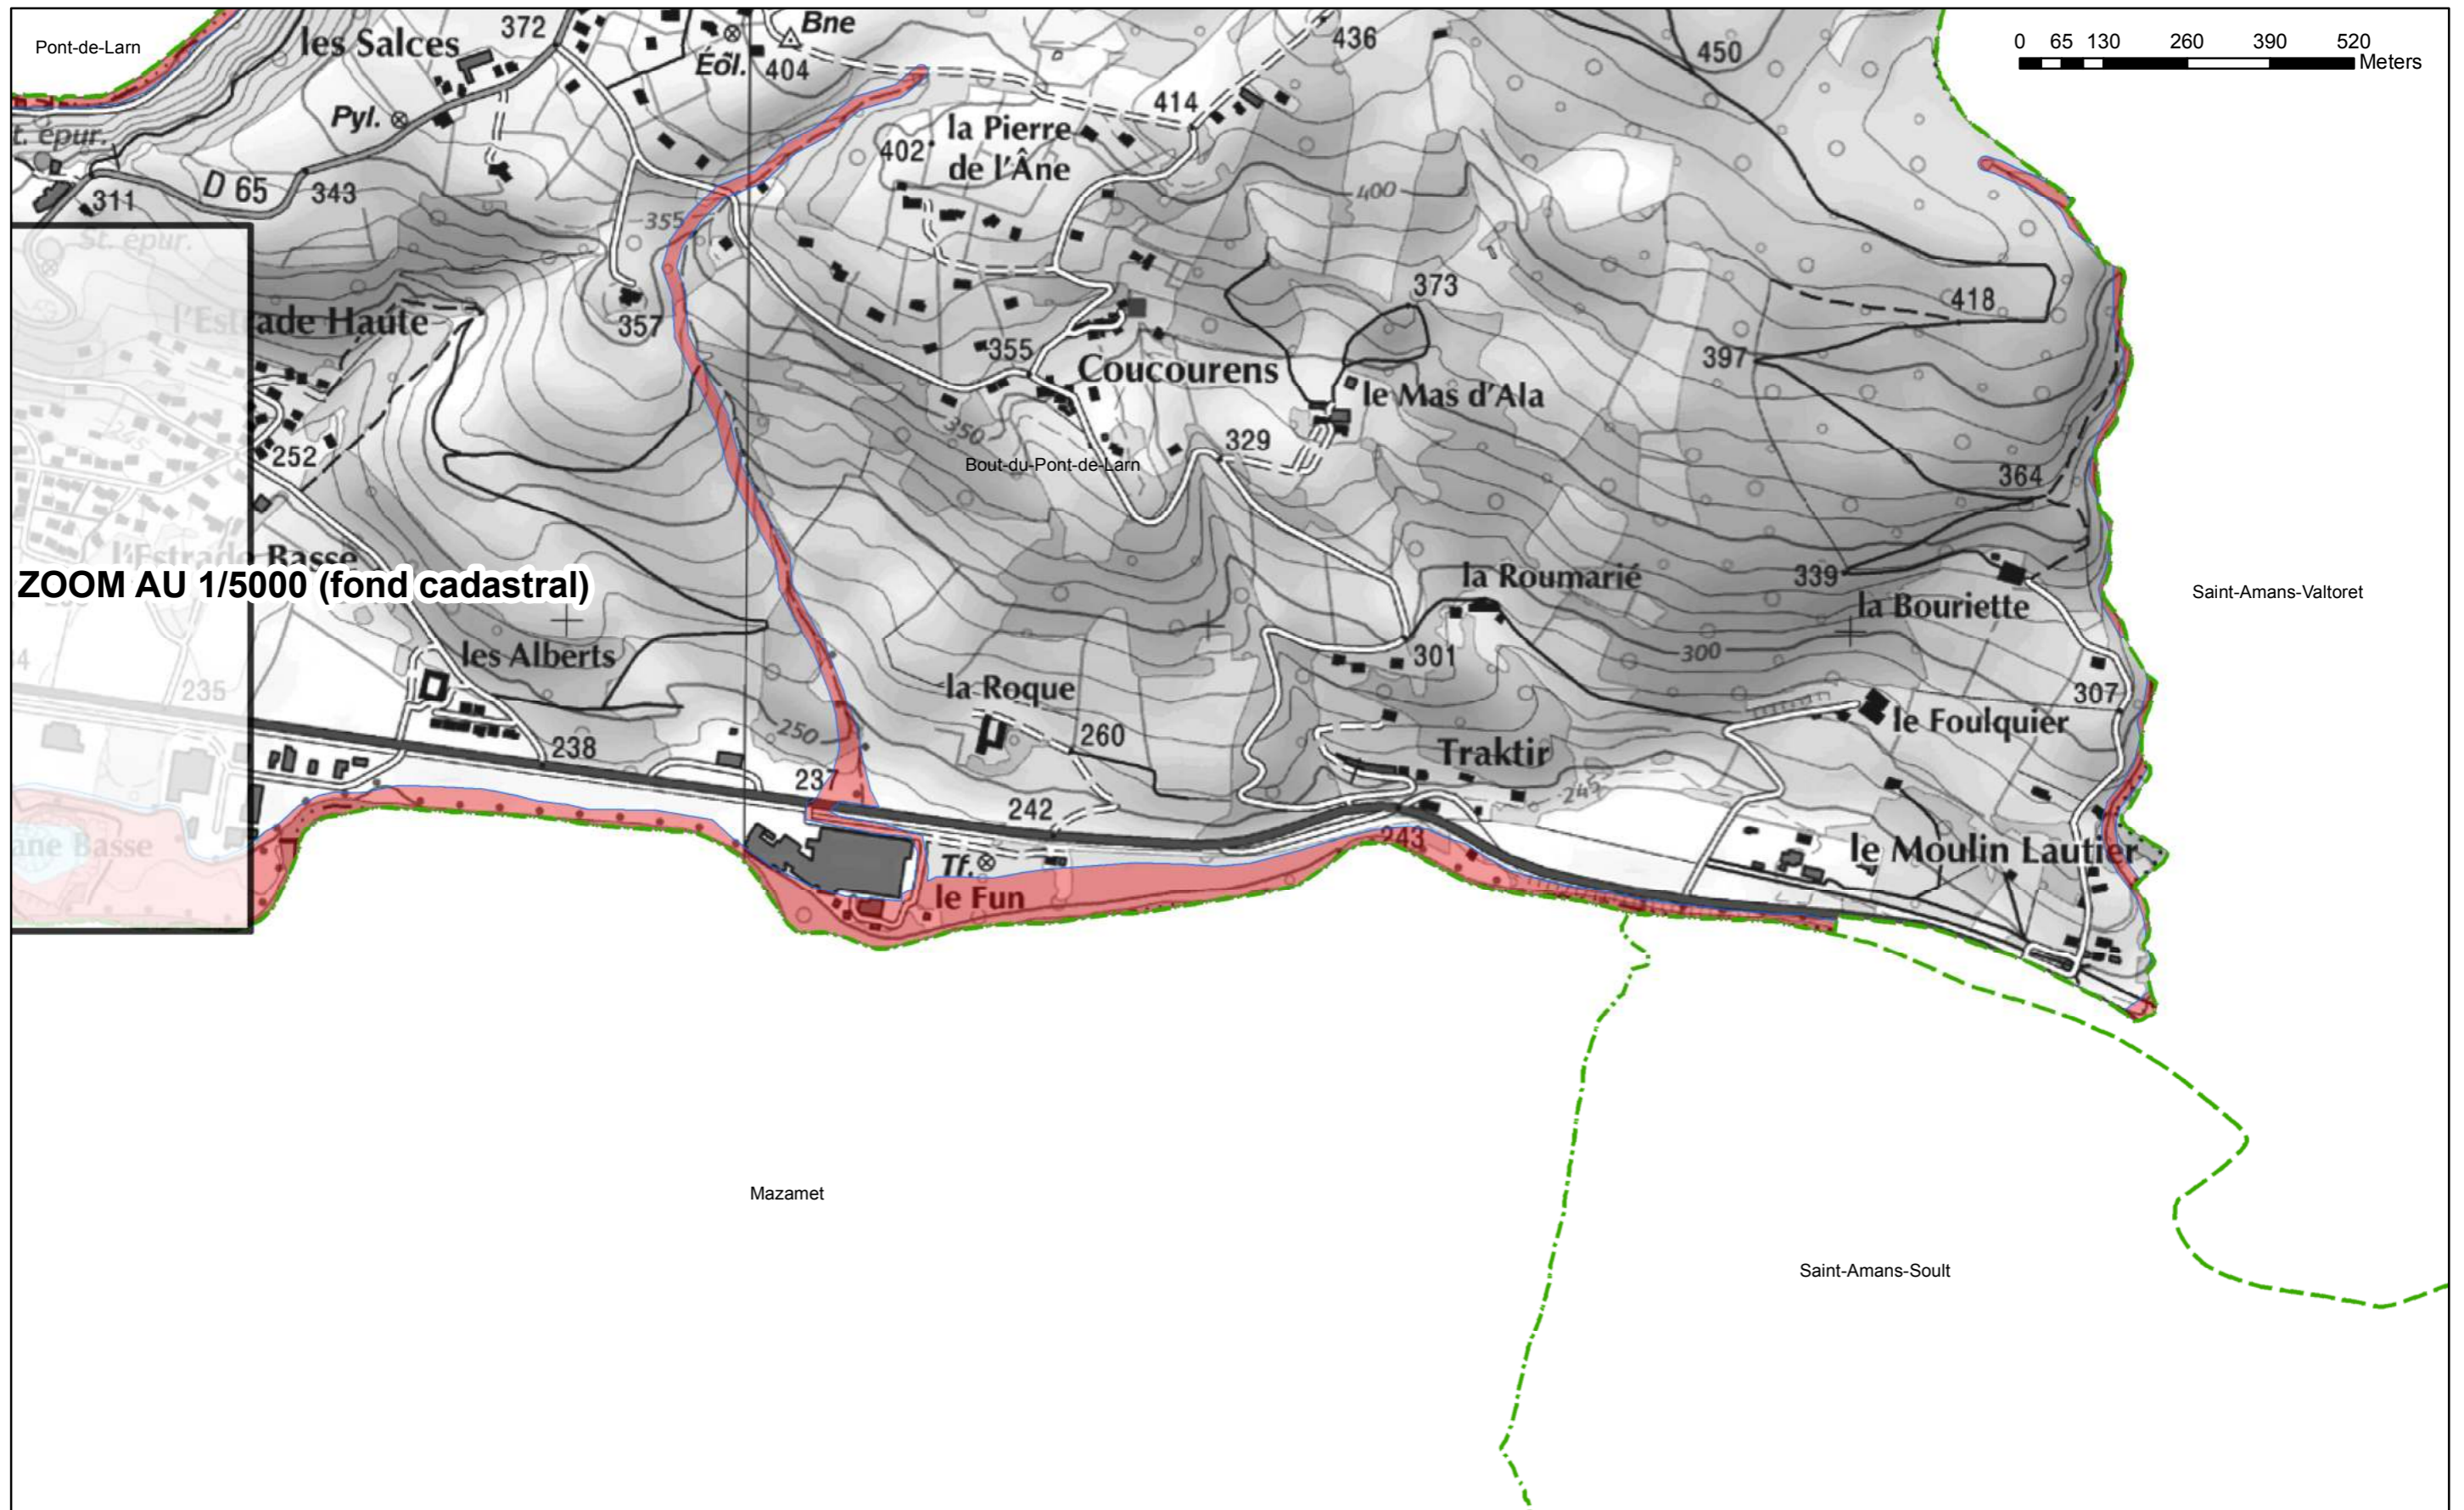 Pont-de-Larn
les Salces
372
Bne
Éol.
404
436
450
0 65 130 260 390 520
Meters
Pyl.
414
la Pierre
de l'Âne
402
t. épur.
D 65
343
311
355
400
St. épur.
l'Estrade Haute
357
373
418
355
Coucourens
397
le Mas d'Ala
350
329
245
252
Bout-du-Pont-de-Larn
364
l'Estrade Basse
ZOOM AU 1/5000 (fond cadastral)
la Roumarié
339
la Bouriette
Saint-Amans-Valtoret
les Alberts
301
300
235
la Roque
307
250
260
le Foulquier
238
Traktir
237
242
245
243
ane Basse
Tf.
le Moulin Lautier
le Fun
Mazamet
Saint-Amans-Soult